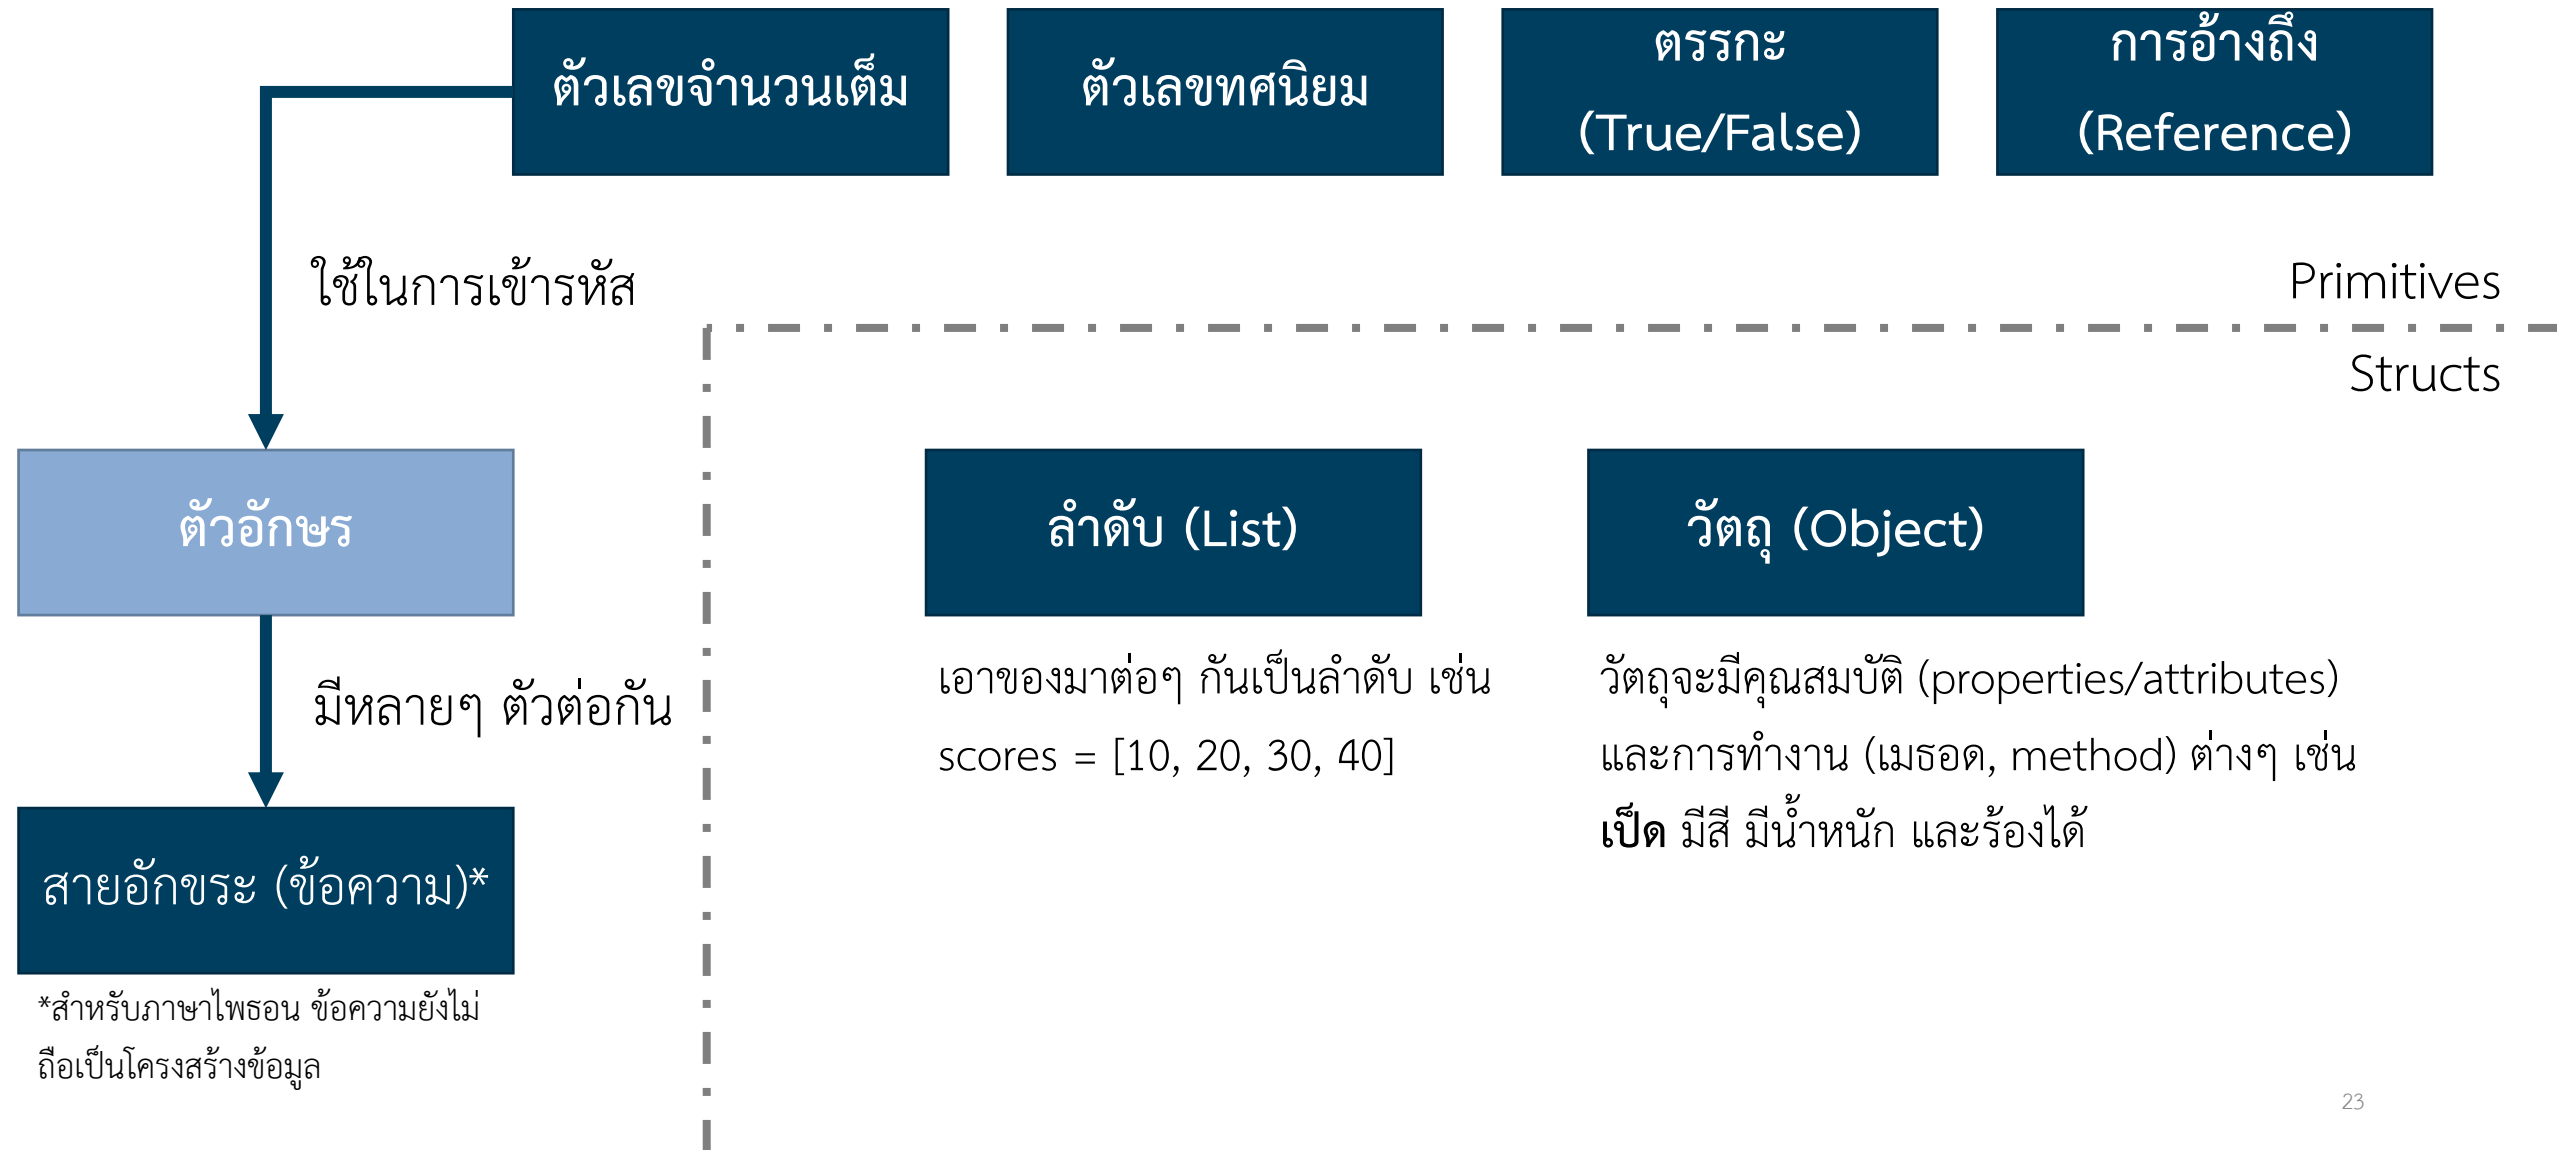 ตัวเลขจำนวนเต็ม
ตัวเลขทศนิยม
ตรรกะ
(True/False)
การอ้างถึง
(Reference)
ใช้ในการเข้ารหัส
Primitives
Structs
ตัวอักษร
ลำดับ (List)
วัตถุ (Object)
มีหลายๆ ตัวต่อกัน
เอาของมาต่อๆ กันเป็นลำดับ เช่น
scores = [10, 20, 30, 40]
วัตถุจะมีคุณสมบัติ (properties/attributes)
และการทำงาน (เมธอด, method) ต่างๆ เช่น
เป็ด มีสี มีน้ำหนัก และร้องได้
สายอักขระ (ข้อความ)*
*สำหรับภาษาไพธอน ข้อความยังไม่
ถือเป็นโครงสร้างข้อมูล
23